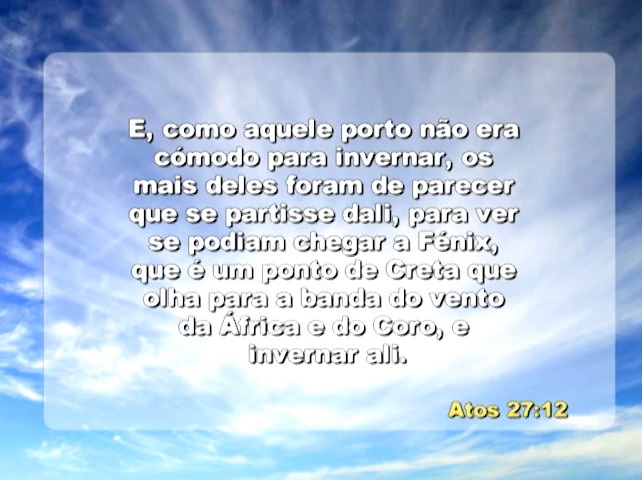 E, como aquele porto não era
cómodo para invernar, os
mais deles foram de parecer
que se partisse dali, para ver
se podiam chegar a Fénix,
que é um ponto de Creta que
olha para a banda do vento
da África e do Coro, e
invernar ali.
Atos 27:12